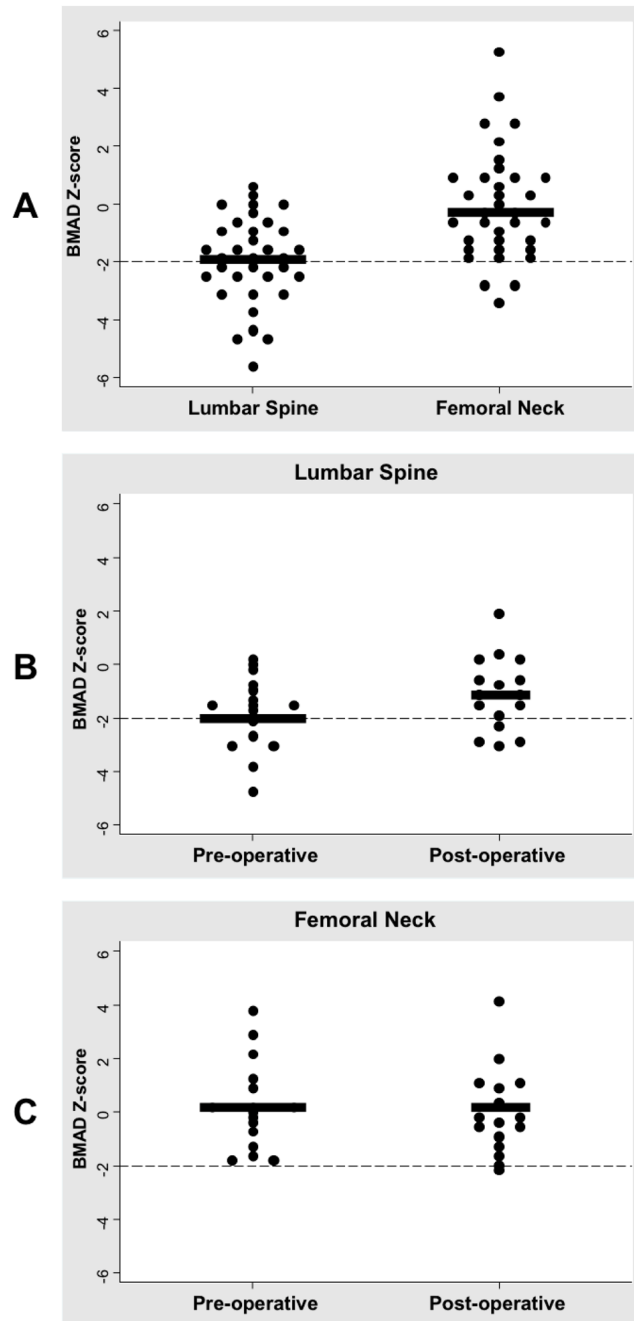 A
BMAD Z-score
6
4
2
0
-2
-4
-6
Lumbar Spine Femoral Neck
B
Lumbar Spine
BMAD Z-score
6
4
2
0
-2
-4
-6
Pre-operative Post-operative
C
Femoral Neck
BMAD Z-score
6
4
2
0
-2
-4
-6
Pre-operative Post-operative